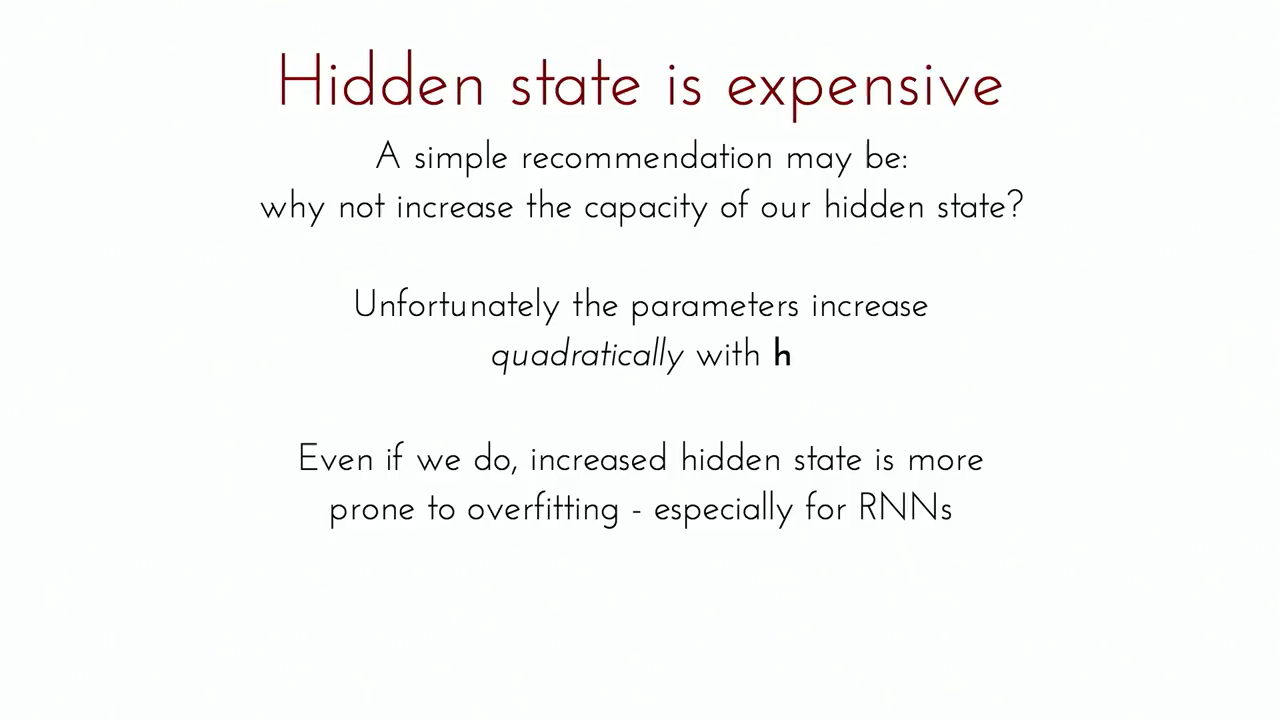 Hidden state is expensive
A simple recommendation may be:
why not increase the capacity of our hidden state?
Unfortunately the parameters increase
quadratically with h
Even if we do, increased hidden state is more
prone to overfitting - especially for RNNs